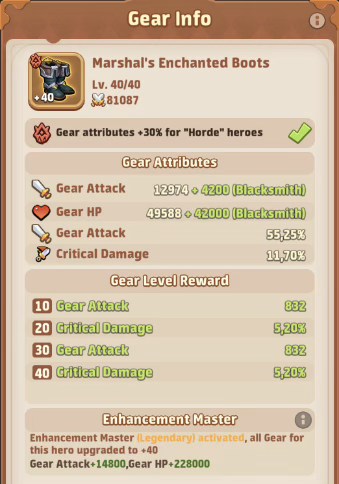 Gear Info
Marshal's Enchanted Boots
Lv. 40/40
81087
+40
Gear attributes +30% for "Horde" heroes
Gear Attributes
Gear Attack 12974 + 4200 (Blacksmith)
Gear HP 49588 + 42000 (Blacksmith)
Gear Attack 55,25%
Critical Damage 11,70%
Gear Level Reward
10 Gear Attack 832
20 Critical Damage 5,20%
30 Gear Attack 832
40 Critical Damage 5,20%
Enhancement Master
Enhancement Master (Legendary) activated, all Gear for
this hero upgraded to +40
Gear Attack+14800,Gear HP+228000